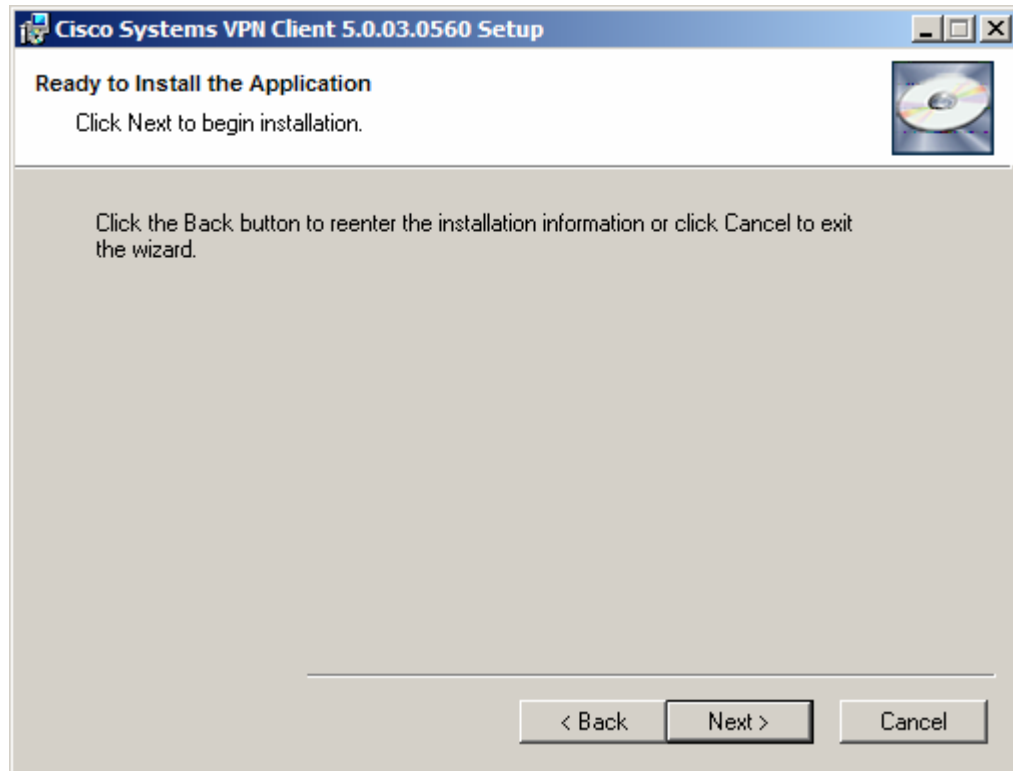 Cisco Systems VPN Client 5.0.03.0560 Setup
Ready to Install the Application
Click Next to begin installation.
Click the Back button to reenter the installation information or click Cancel to exit
the wizard.
< Back
Next >
Cancel